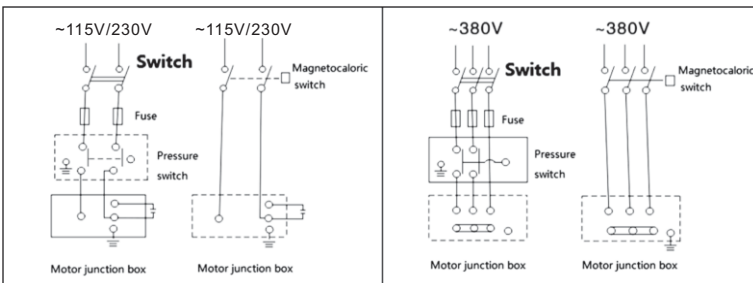 ~115V/230V
Switch
Fuse
Pressure
switch
Motor junction box
~115V/230V
Magnetocaloric
switch
Motor junction box
~380V
Switch
Fuse
Pressure
switch
Motor junction box
~380V
Magnetocaloric
switch
Motor junction box